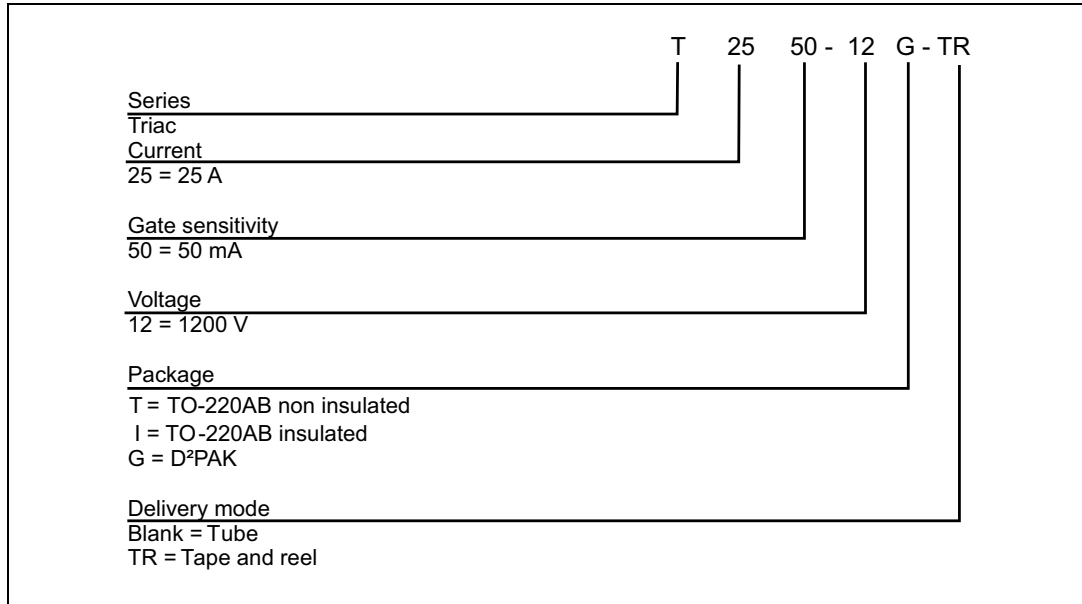 T 25 50 - 12 G - TR
Series
Triac
Current
25 = 25 A
Gate sensitivity
50 = 50 mA
Voltage
12 = 1200 V
Package
T = TO-220AB non insulated
I = TO-220AB insulated
G = D²PAK
Delivery mode
Blank = Tube
TR = Tape and reel